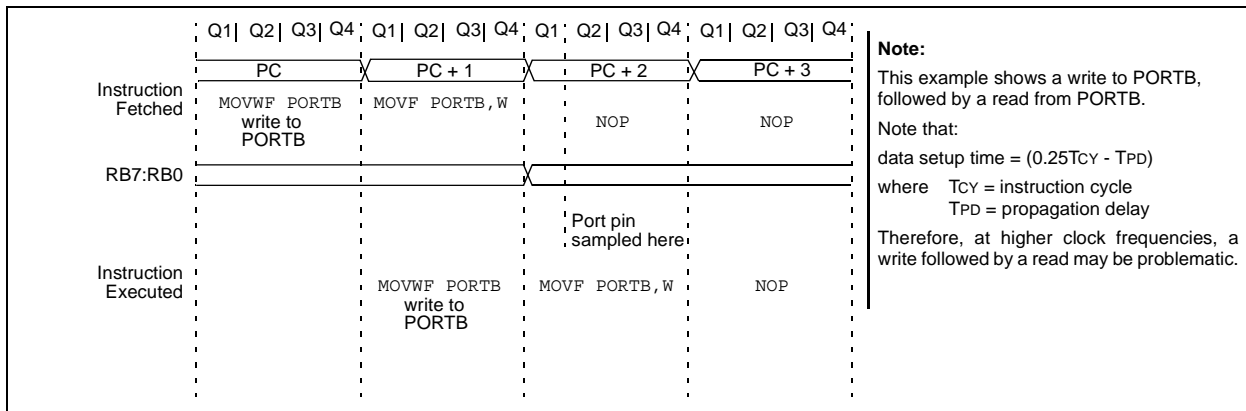 Q1| Q2| Q3| Q4 Q1| Q2| Q3| Q4 Q1 Q2| Q3| Q4 Q1| Q2| Q3| Q4
PC PC + 1 PC + 2 PC + 3
Instruction
Fetched
MOVWF PORTB MOVF PORTB,W
write to
PORTB
NOP NOP
RB7:RB0
Port pin
sampled here
Instruction
Executed
MOVWF PORTB MOVF PORTB,W NOP
write to
PORTB
Note:
This example shows a write to PORTB,
followed by a read from PORTB.
Note that:
data setup time = (0.25TCY - TPD)
where TCY = instruction cycle
TPD = propagation delay
Therefore, at higher clock frequencies, a
write followed by a read may be problematic.